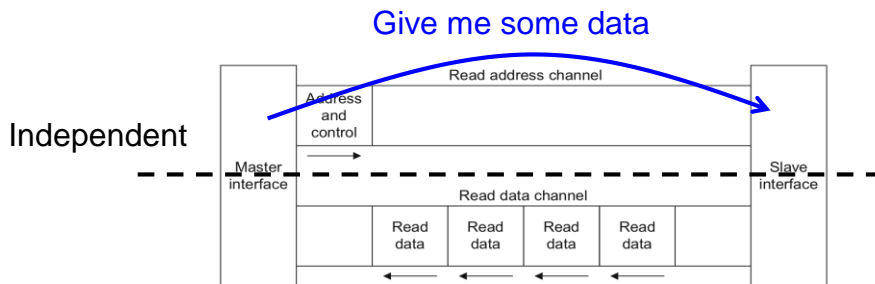 Give me some data
Read address channel
Address
and
control
Independent
Master
interface
Slave
interface
Read data channel
Read
data
Read
data
Read
data
Read
data